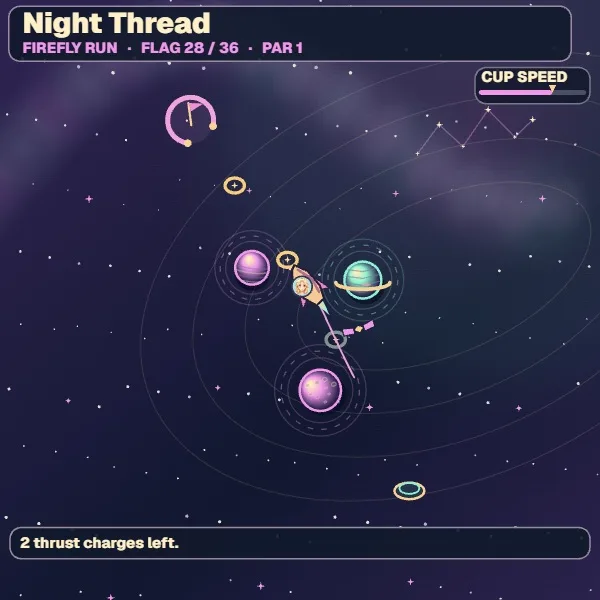 Night Thread
FIREFLY RUN · FLAG 28 / 36 · PAR 1
CUP SPEED
2 thrust charges left.